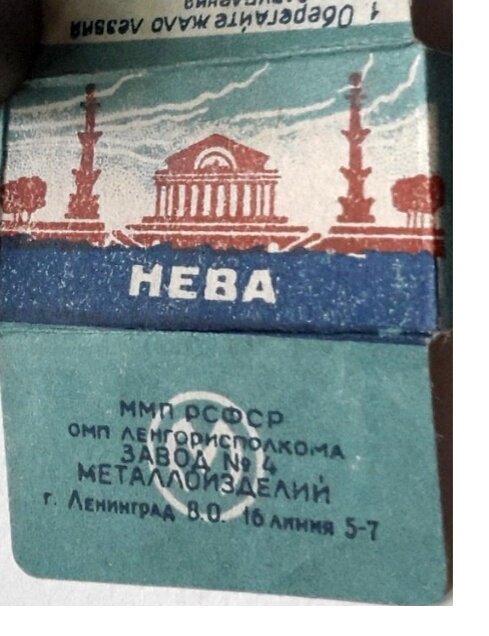 1 Оберегайте жало лезвия
НЕВА
ММП РСФСР
ОМП ЛЕНГОРИСПОЛКОМА
ЗАВОД № 4
МЕТАЛЛОИЗДЕЛИЙ
г. Ленинград В.О. 16 линия 5-7